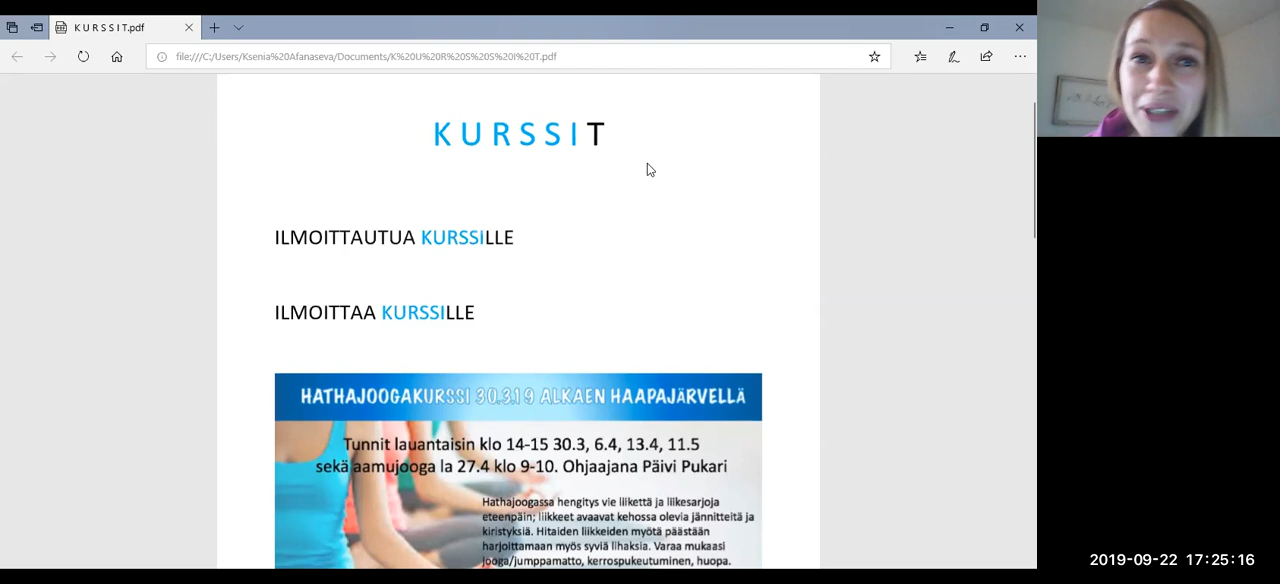 K U R S S I T.pdf
file:///C:/Users/Ksenia%20Afanaseva/Documents/K%20U%20R%20S%20S%20I%20T.pdf
K U R S S I T
ILMOITTAUTUA KURSSILLE
ILMOITTAA KURSSILLE
HATHAJOOGAKURSSI 30.3.19 ALKAEN HAAPAJÄRVELLÄ
Tunnit lauantaisin klo 14-15 30.3, 6.4, 13.4, 11.5
sekä aamujooga la 27.4 klo 9-10. Ohjaajana Päivi Pukari
Hathajoogassa hengitys vie liikettä ja liikesarjoja
eteenpäin; liikkeet avaavat kehossa olevia jännitteitä ja
kiristyksiä. Hitaiden liikkeiden myötä päästään
harjoittamaan myös syviä lihaksia. Varaa mukaasi
jooga/jumppamatto, kerrospukeutuminen, huopa.
2019-09-22 17:25:16